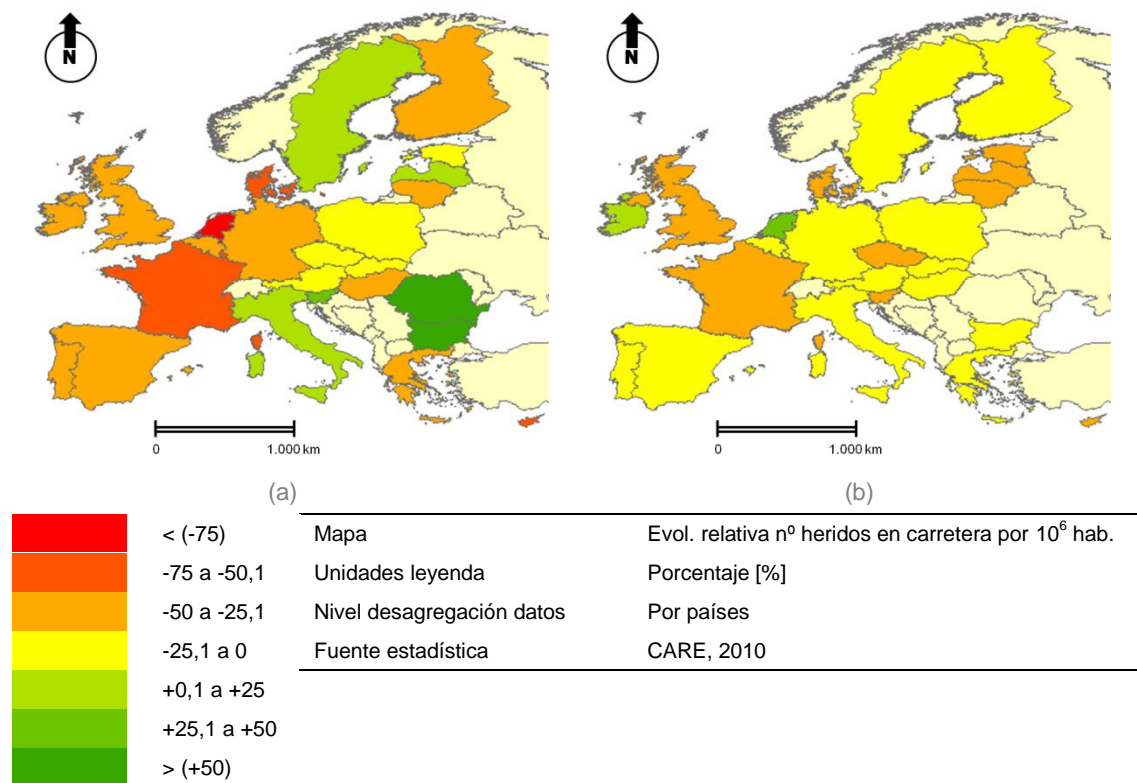 N
N
0 1.000 km
0 1.000 km
(a)
(b)
< (-75) Mapa Evol. relativa nº heridos en carretera por 10⁶ hab.
-75 a -50,1 Unidades leyenda Porcentaje [%]
-50 a -25,1 Nivel desagregación datos Por países
-25,1 a 0 Fuente estadística CARE, 2010
+0,1 a +25
+25,1 a +50
> (+50)